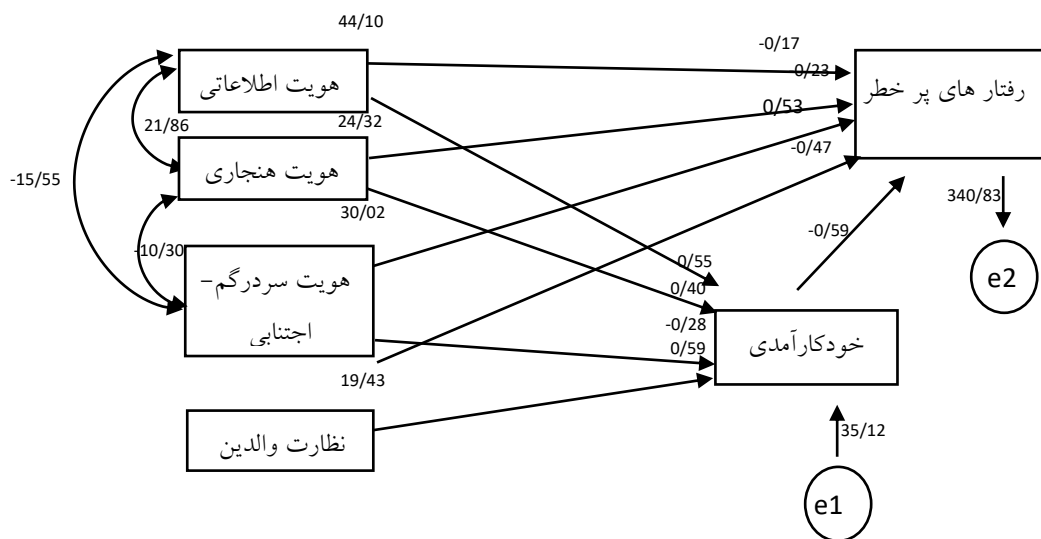 44/10
-0/17
هویت اطلاعاتی
0/23
رفتار های پر خطر
24/32
0/53
21/86
هویت هنجاری
-0/47
-15/55
30/02
340/83
-10/30
-0/59
هویت سردرگم-
اجتنابی
0/55
e2
0/40
-0/28
خودکارآمدی
0/59
19/43
نظارت والدین
35/12
e1